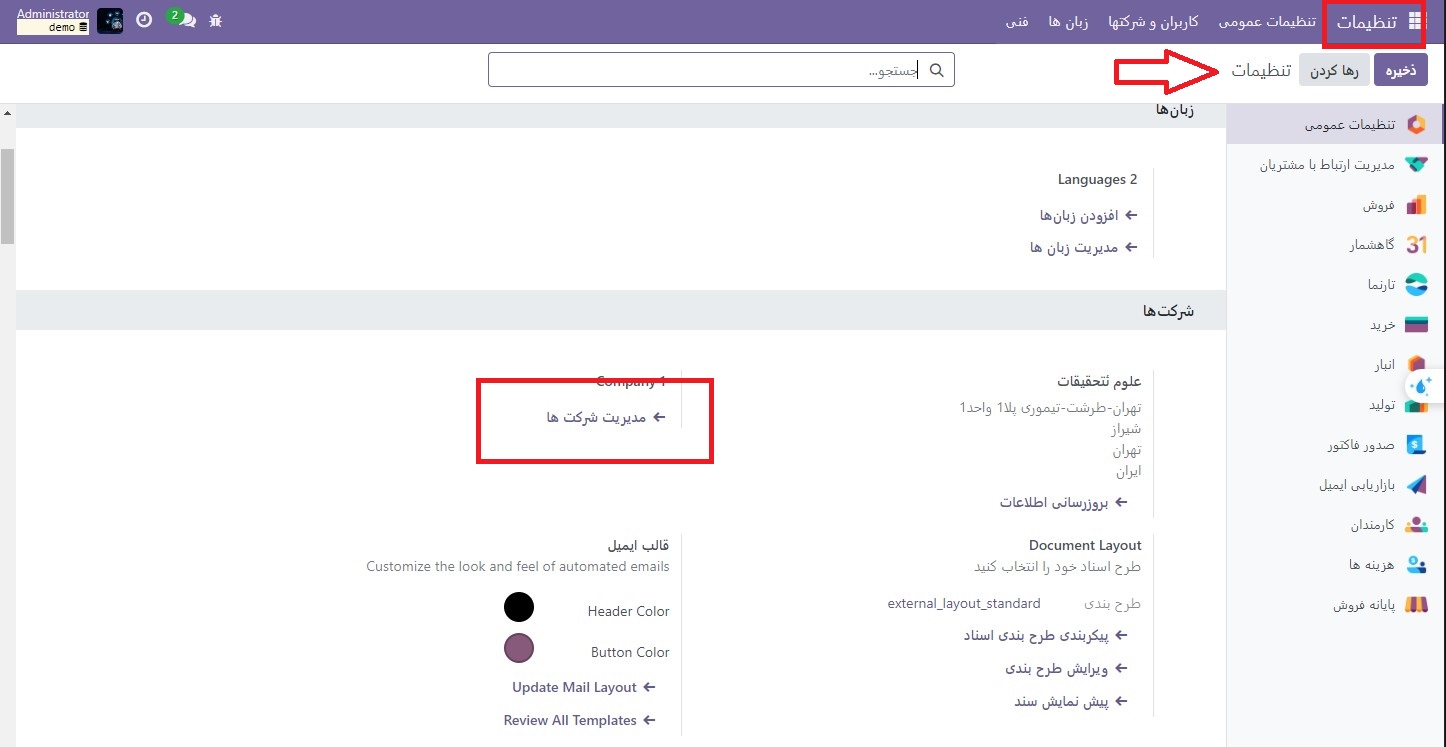 تنظیمات
تنظیمات عمومی
کاربران و شرکتها
زبان ها
فنی
2
Administrator
demo
ذخیره
رها کردن
تنظیمات
جستجو...
تنظیمات عمومی
مدیریت ارتباط با مشتریان
فروش
31 گاهشمار
تارنما
خرید
انبار
تولید
صدور فاکتور
بازاریابی ایمیل
کارمندان
هزینه ها
پایانه فروش
زبان‌ها
Languages 2
افزودن زبان‌ها
مدیریت زبان ها
شرکت‌ها
علوم ئتحقیقات
تهران-طرشت-تیموری پلا1 واحد1
شیراز
تهران
ایران
بروزرسانی اطلاعات
Company 1
مدیریت شرکت ها
Document Layout
طرح اسناد خود را انتخاب کنید
طرح بندی external_layout_standard
پیکربندی طرح بندی اسناد
ویرایش طرح بندی
پیش نمایش سند
قالب ایمیل
Customize the look and feel of automated emails
Header Color
Button Color
Update Mail Layout
Review All Templates